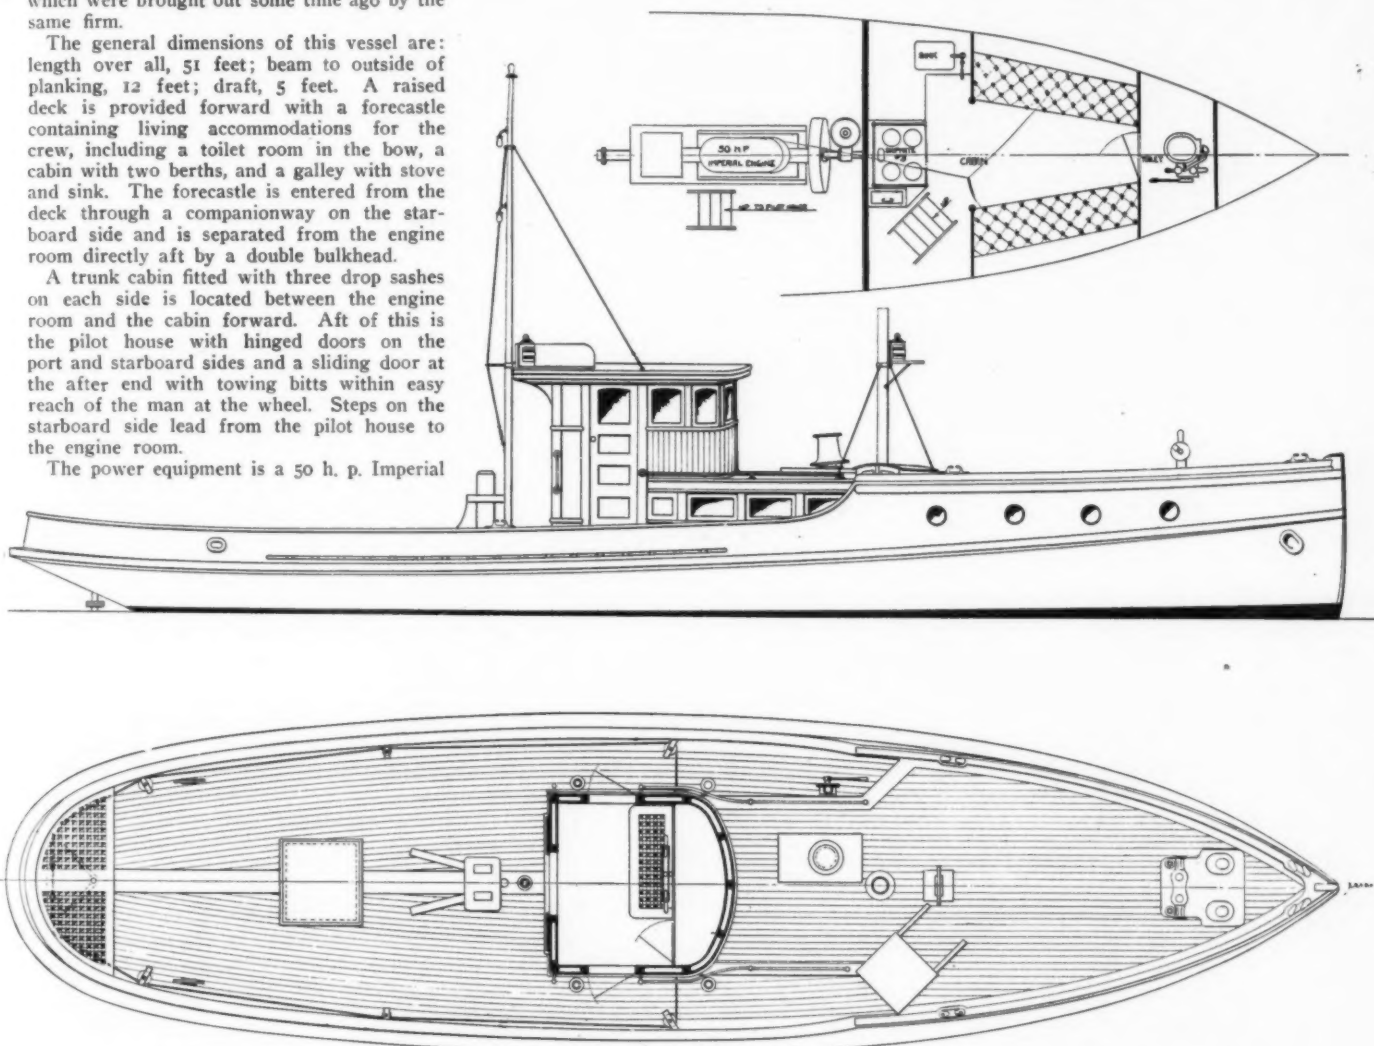 which were brought out some time ago by the
same firm.
The general dimensions of this vessel are:
length over all, 51 feet; beam to outside of
planking, 12 feet; draft, 5 feet. A raised
deck is provided forward with a forecastle
containing living accommodations for the
crew, including a toilet room in the bow, a
cabin with two berths, and a galley with stove
and sink. The forecastle is entered from the
deck through a companionway on the star-
board side and is separated from the engine
room directly aft by a double bulkhead.
A trunk cabin fitted with three drop sashes
on each side is located between the engine
room and the cabin forward. Aft of this is
the pilot house with hinged doors on the
port and starboard sides and a sliding door at
the after end with towing bitts within easy
reach of the man at the wheel. Steps on the
starboard side lead from the pilot house to
the engine room.
The power equipment is a 50 h. p. Imperial
50 H.P
IMPERIAL ENGINE
UP TO PILOT HOUSE
SHIPMATE
CABIN
TOILET
UP